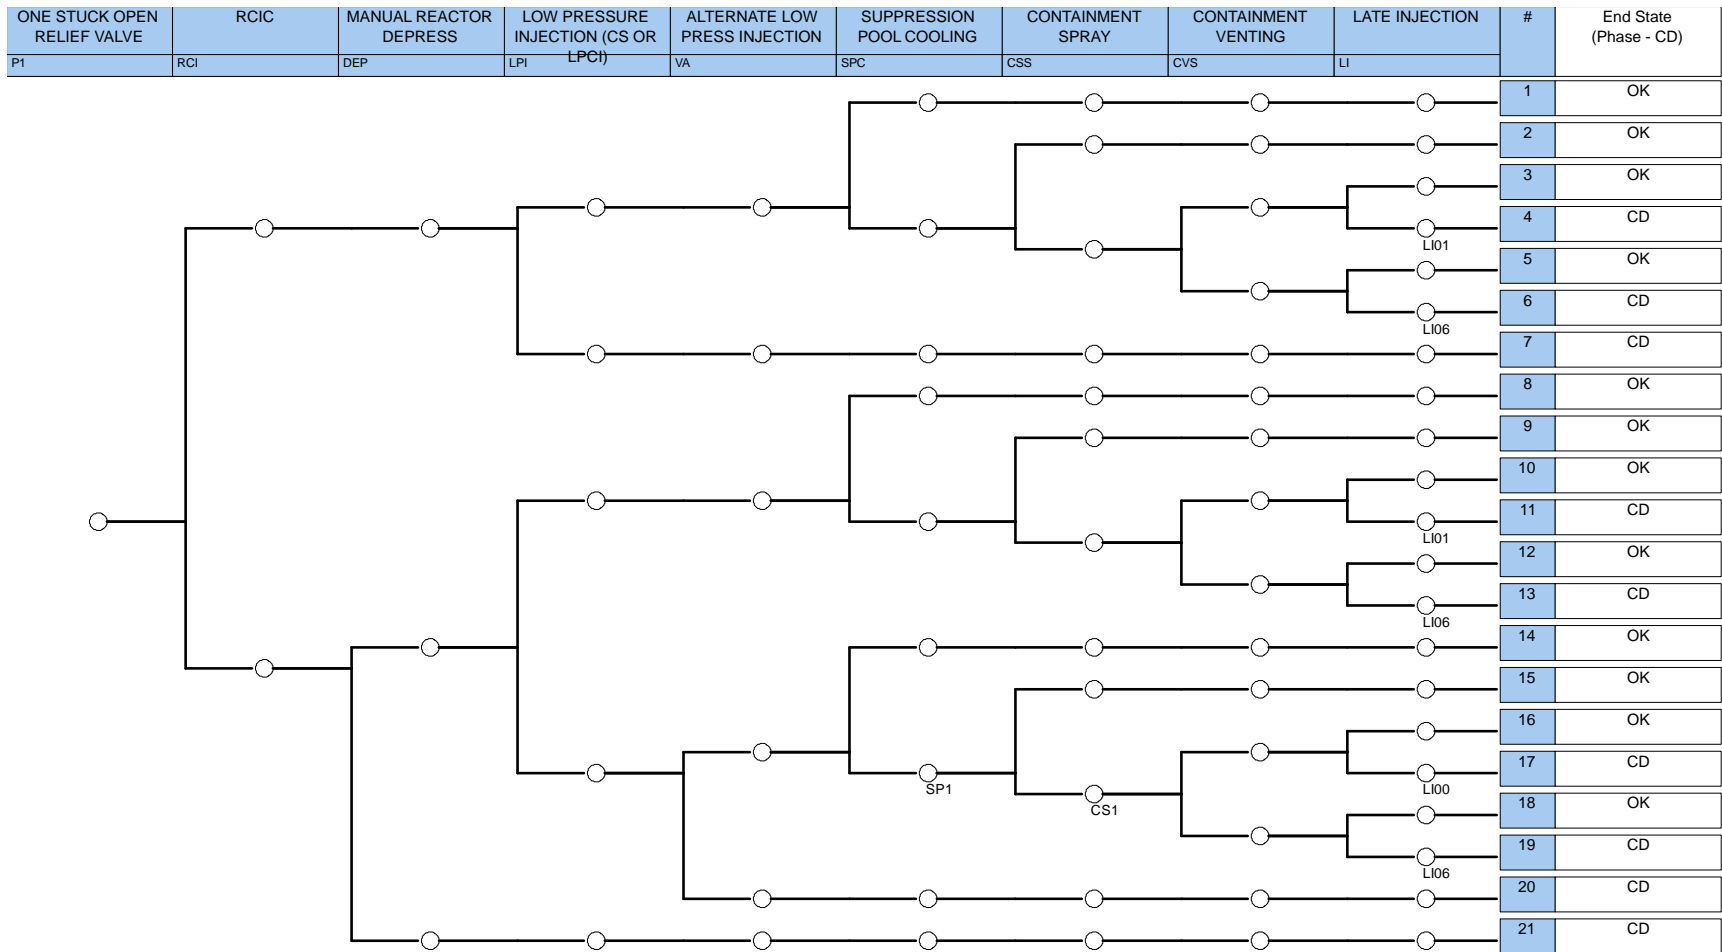 ONE STUCK OPEN
RELIEF VALVE
P1
RCIC
RCI
MANUAL REACTOR
DEPRESS
DEP
LOW PRESSURE
INJECTION (CS OR
LPCI)
LPI
ALTERNATE LOW
PRESS INJECTION
VA
SUPPRESSION
POOL COOLING
SPC
CONTAINMENT
SPRAY
CSS
CONTAINMENT
VENTING
CVS
LATE INJECTION
LI
#
End State
(Phase - CD)
1 OK
2 OK
3 OK
4 CD
LI01
5 OK
6 CD
LI06
7 CD
8 OK
9 OK
10 OK
11 CD
LI01
12 OK
13 CD
LI06
14 OK
15 OK
16 OK
17 CD
SP1
LI00
18 OK
CS1
19 CD
LI06
20 CD
21 CD